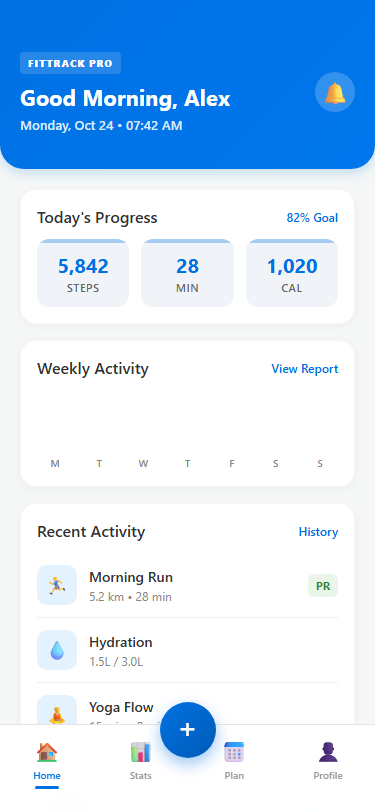 FITTRACK PRO
Good Morning, Alex
Monday, Oct 24 • 07:42 AM
Today's Progress
82% Goal
5,842
STEPS
28
MIN
1,020
CAL
Weekly Activity
View Report
M T W T F S S
Recent Activity
History
Morning Run
5.2 km • 28 min
PR
Hydration
1.5L / 3.0L
Yoga Flow
+
Home
Stats
Plan
Profile